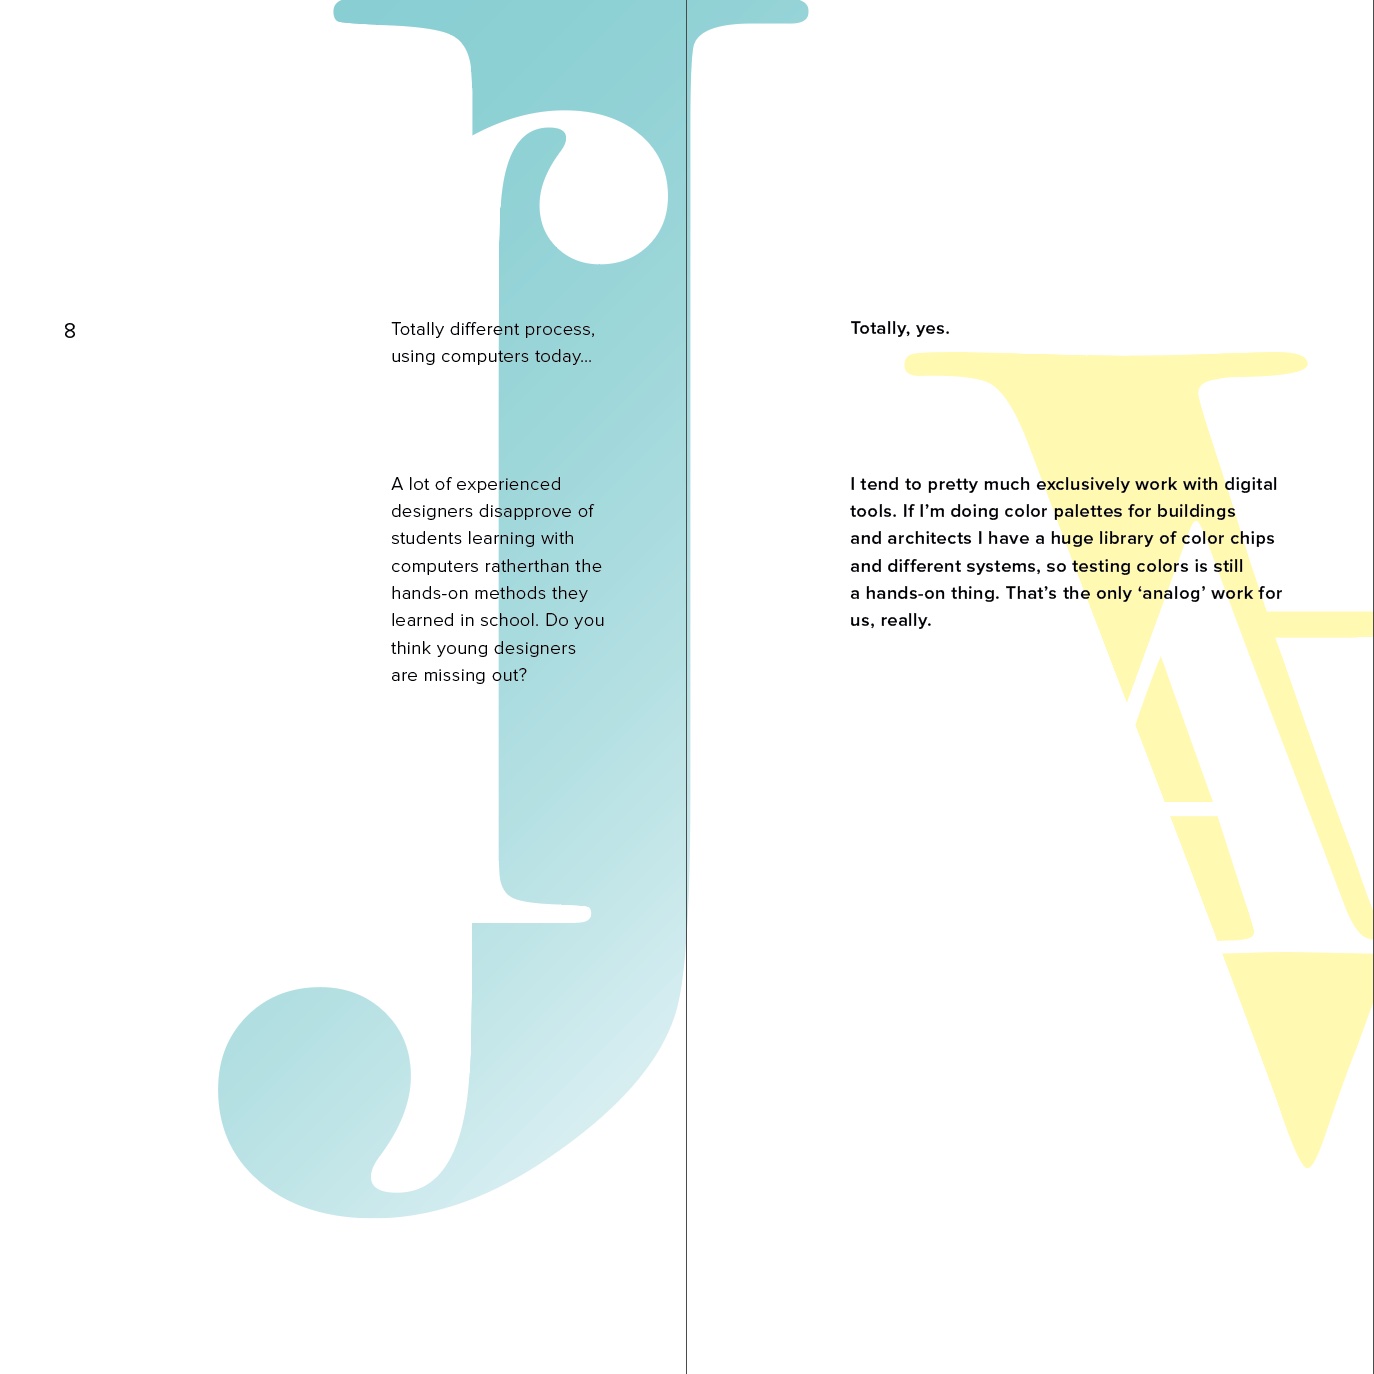 8
Totally different process,
using computers today...
Totally, yes.
A lot of experienced
designers disapprove of
students learning with
computers ratherthan the
hands-on methods they
learned in school. Do you
think young designers
are missing out?
I tend to pretty much exclusively work with digital
tools. If I’m doing color palettes for buildings
and architects I have a huge library of color chips
and different systems, so testing colors is still
a hands-on thing. That’s the only ‘analog’ work for
us, really.